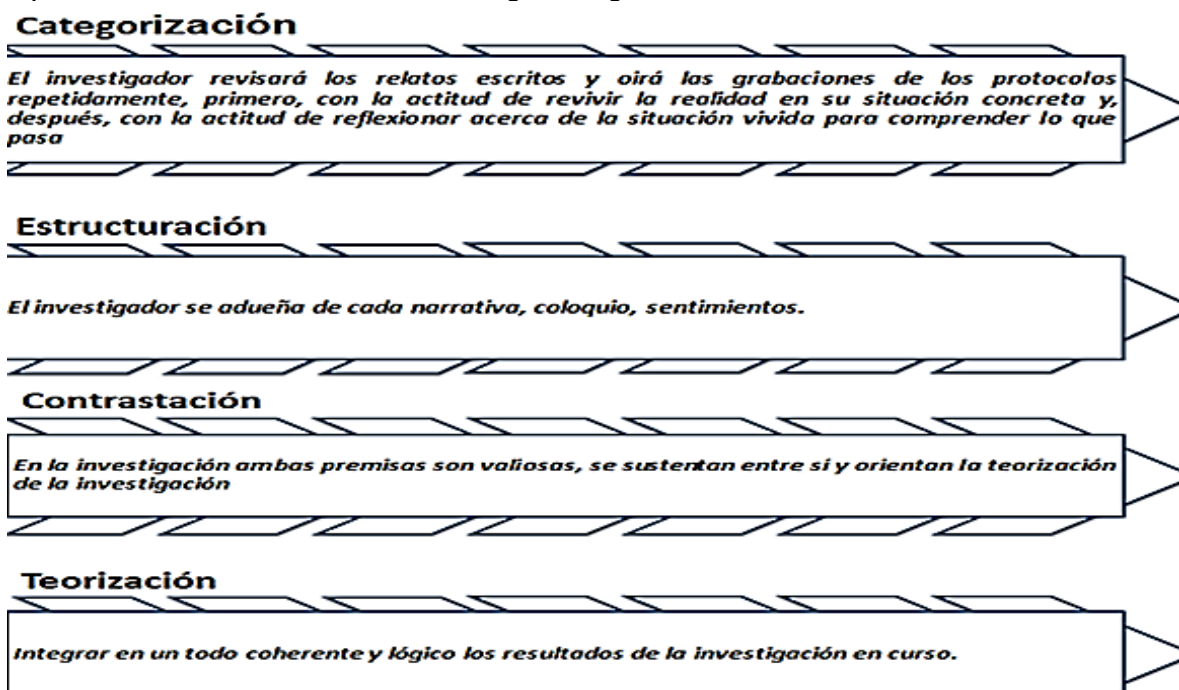 Categorización
El investigador revisará los relatos escritos y oirá las grabaciones de los protocolos
repetidamente, primero, con la actitud de revivir la realidad en su situación concreta y,
después, con la actitud de reflexionar acerca de la situación vivida para comprender lo que
pasa
Estructuración
El investigador se adueña de cada narrativa, coloquio, sentimientos.
Contrastación
En la investigación ambas premisas son valiosas, se sustentan entre sí y orientan la teorización
de la investigación
Teorización
Integrar en un todo coherente y lógico los resultados de la investigación en curso.